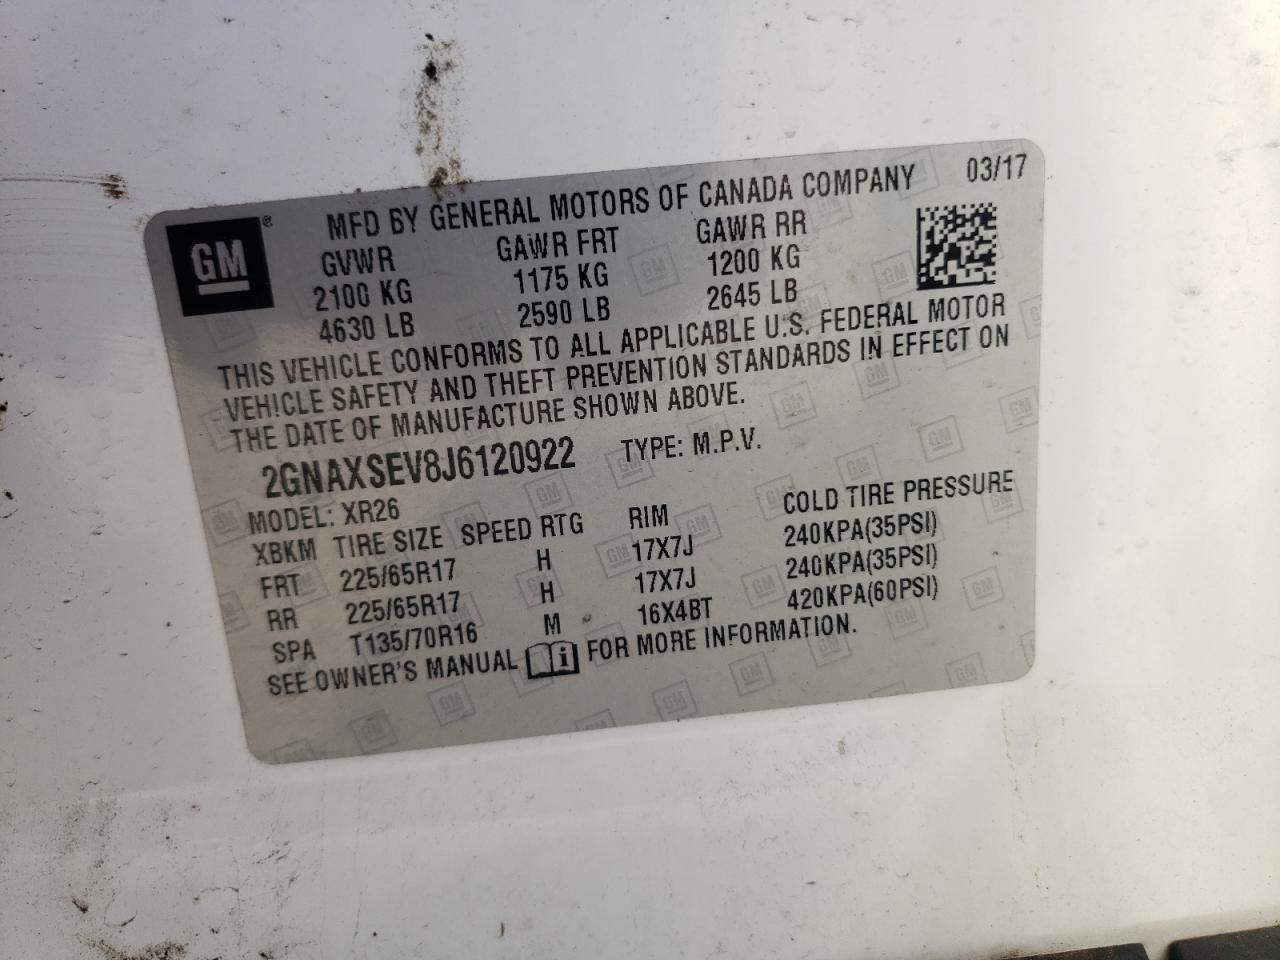 GM ®
MFD BY GENERAL MOTORS OF CANADA COMPANY 03/17
GVWR GAWR FRT GAWR RR
2100 KG 1175 KG 1200 KG
4630 LB 2590 LB 2645 LB
THIS VEHICLE CONFORMS TO ALL APPLICABLE U.S. FEDERAL MOTOR
VEHICLE SAFETY AND THEFT PREVENTION STANDARDS IN EFFECT ON
THE DATE OF MANUFACTURE SHOWN ABOVE.
2GNAXSEV8J6120922 TYPE: M.P.V.
MODEL: XR26
XBKM TIRE SIZE SPEED RTG RIM COLD TIRE PRESSURE
FRT 225/65R17 H 17X7J 240KPA(35PSI)
RR 225/65R17 H 17X7J 240KPA(35PSI)
SPA T135/70R16 M 16X4BT 420KPA(60PSI)
SEE OWNER'S MANUAL i FOR MORE INFORMATION.